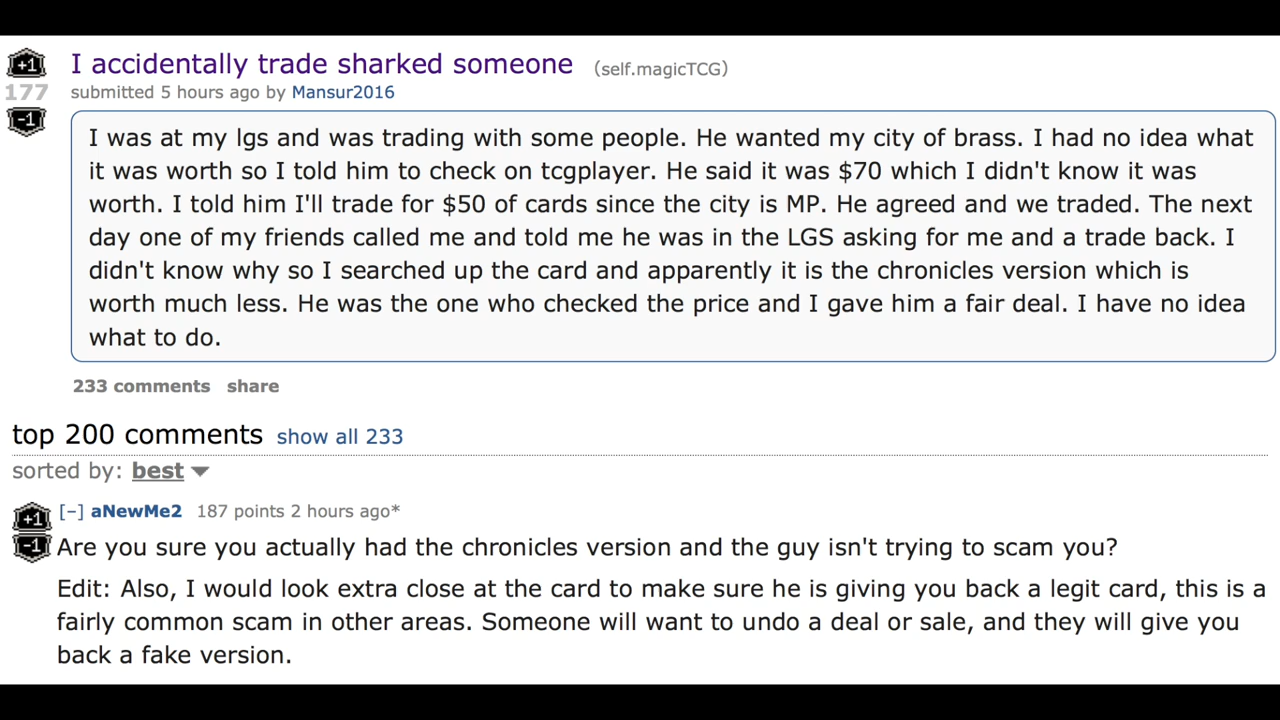 +1
I accidentally trade sharked someone (self.magicTCG)
177
submitted 5 hours ago by Mansur2016
-1
I was at my lgs and was trading with some people. He wanted my city of brass. I had no idea what
it was worth so I told him to check on tcgplayer. He said it was $70 which I didn't know it was
worth. I told him I'll trade for $50 of cards since the city is MP. He agreed and we traded. The next
day one of my friends called me and told me he was in the LGS asking for me and a trade back. I
didn't know why so I searched up the card and apparently it is the chronicles version which is
worth much less. He was the one who checked the price and I gave him a fair deal. I have no idea
what to do.
233 comments share
top 200 comments show all 233
sorted by: best
+1
[-] aNewMe2 187 points 2 hours ago*
-1
Are you sure you actually had the chronicles version and the guy isn't trying to scam you?
Edit: Also, I would look extra close at the card to make sure he is giving you back a legit card, this is a
fairly common scam in other areas. Someone will want to undo a deal or sale, and they will give you
back a fake version.